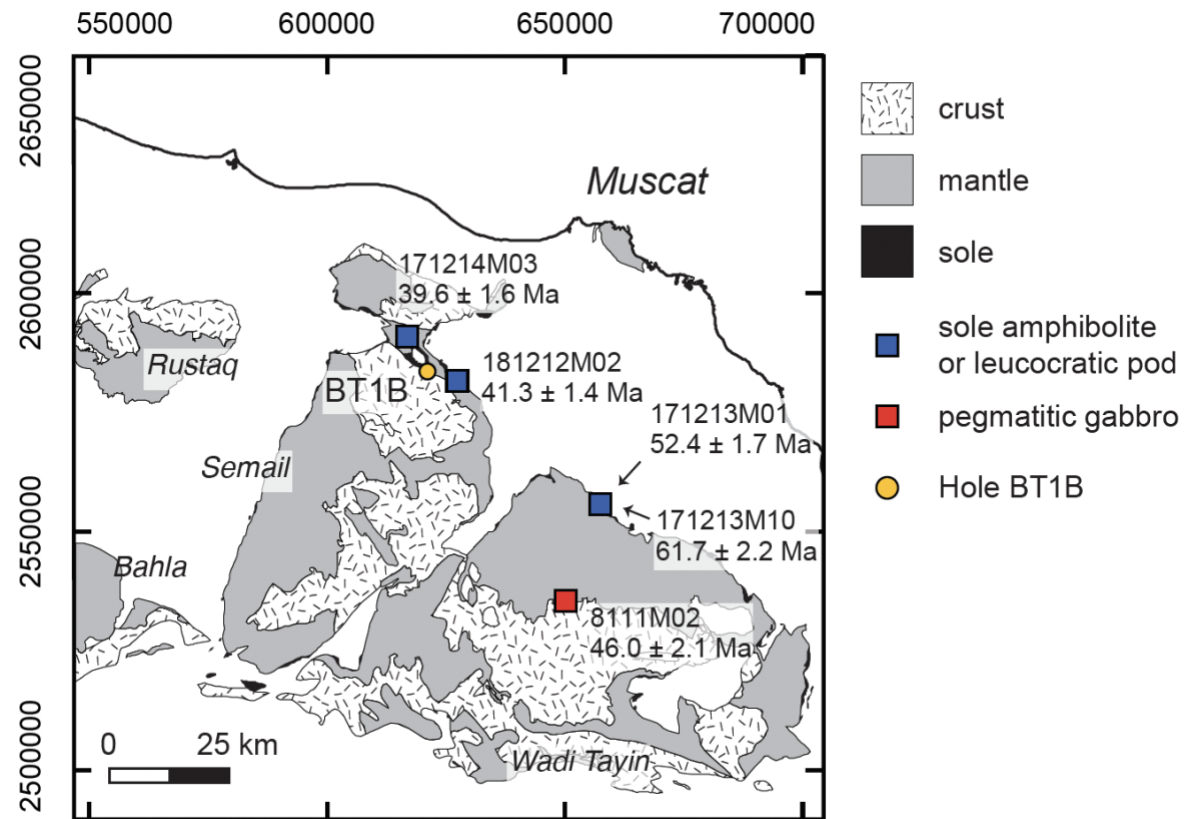 550000
600000
650000
700000
2650000
2600000
2550000
2500000
Muscat
171214M03
39.6 ± 1.6 Ma
Rustaq
181212M02
41.3 ± 1.4 Ma
BT1B
171213M01
52.4 ± 1.7 Ma
Semail
171213M10
61.7 ± 2.2 Ma
Bahla
8111M02
46.0 ± 2.1 Ma
0 25 km
Wadi Tayin
crust
mantle
sole
sole amphibolite
or leucocratic pod
pegmatitic gabbro
Hole BT1B